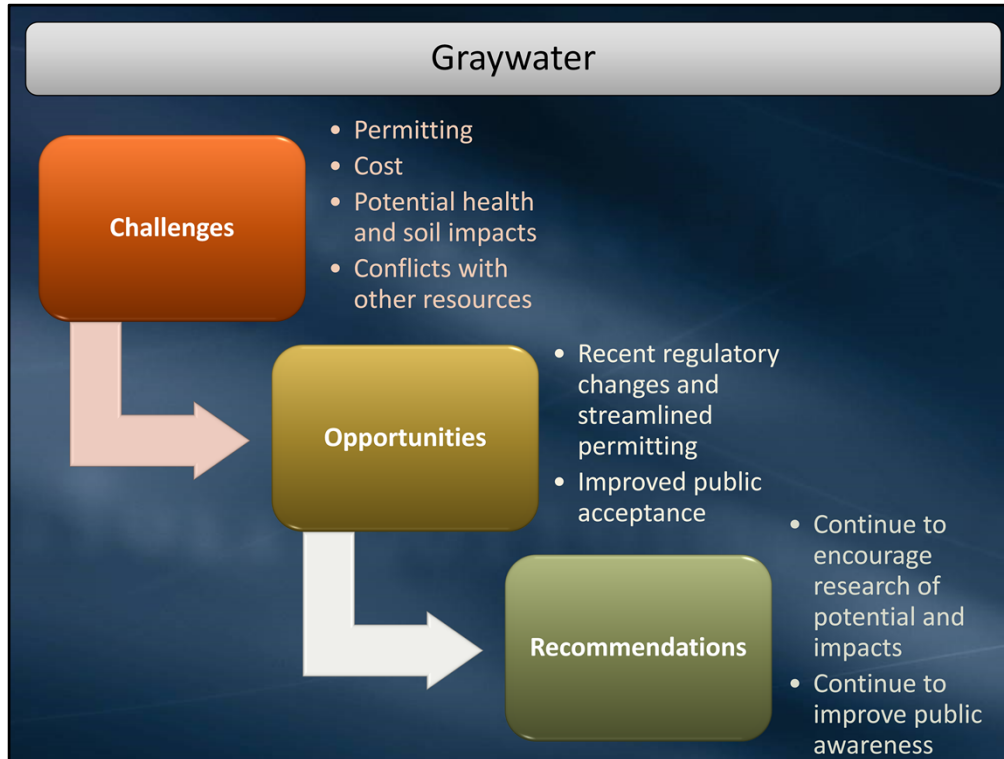 Graywater
Challenges
• Permitting
• Cost
• Potential health
and soil impacts
• Conflicts with
other resources
Opportunities
• Recent regulatory
changes and
streamlined
permitting
• Improved public
acceptance
Recommendations
• Continue to
encourage
research of
potential and
impacts
• Continue to
improve public
awareness